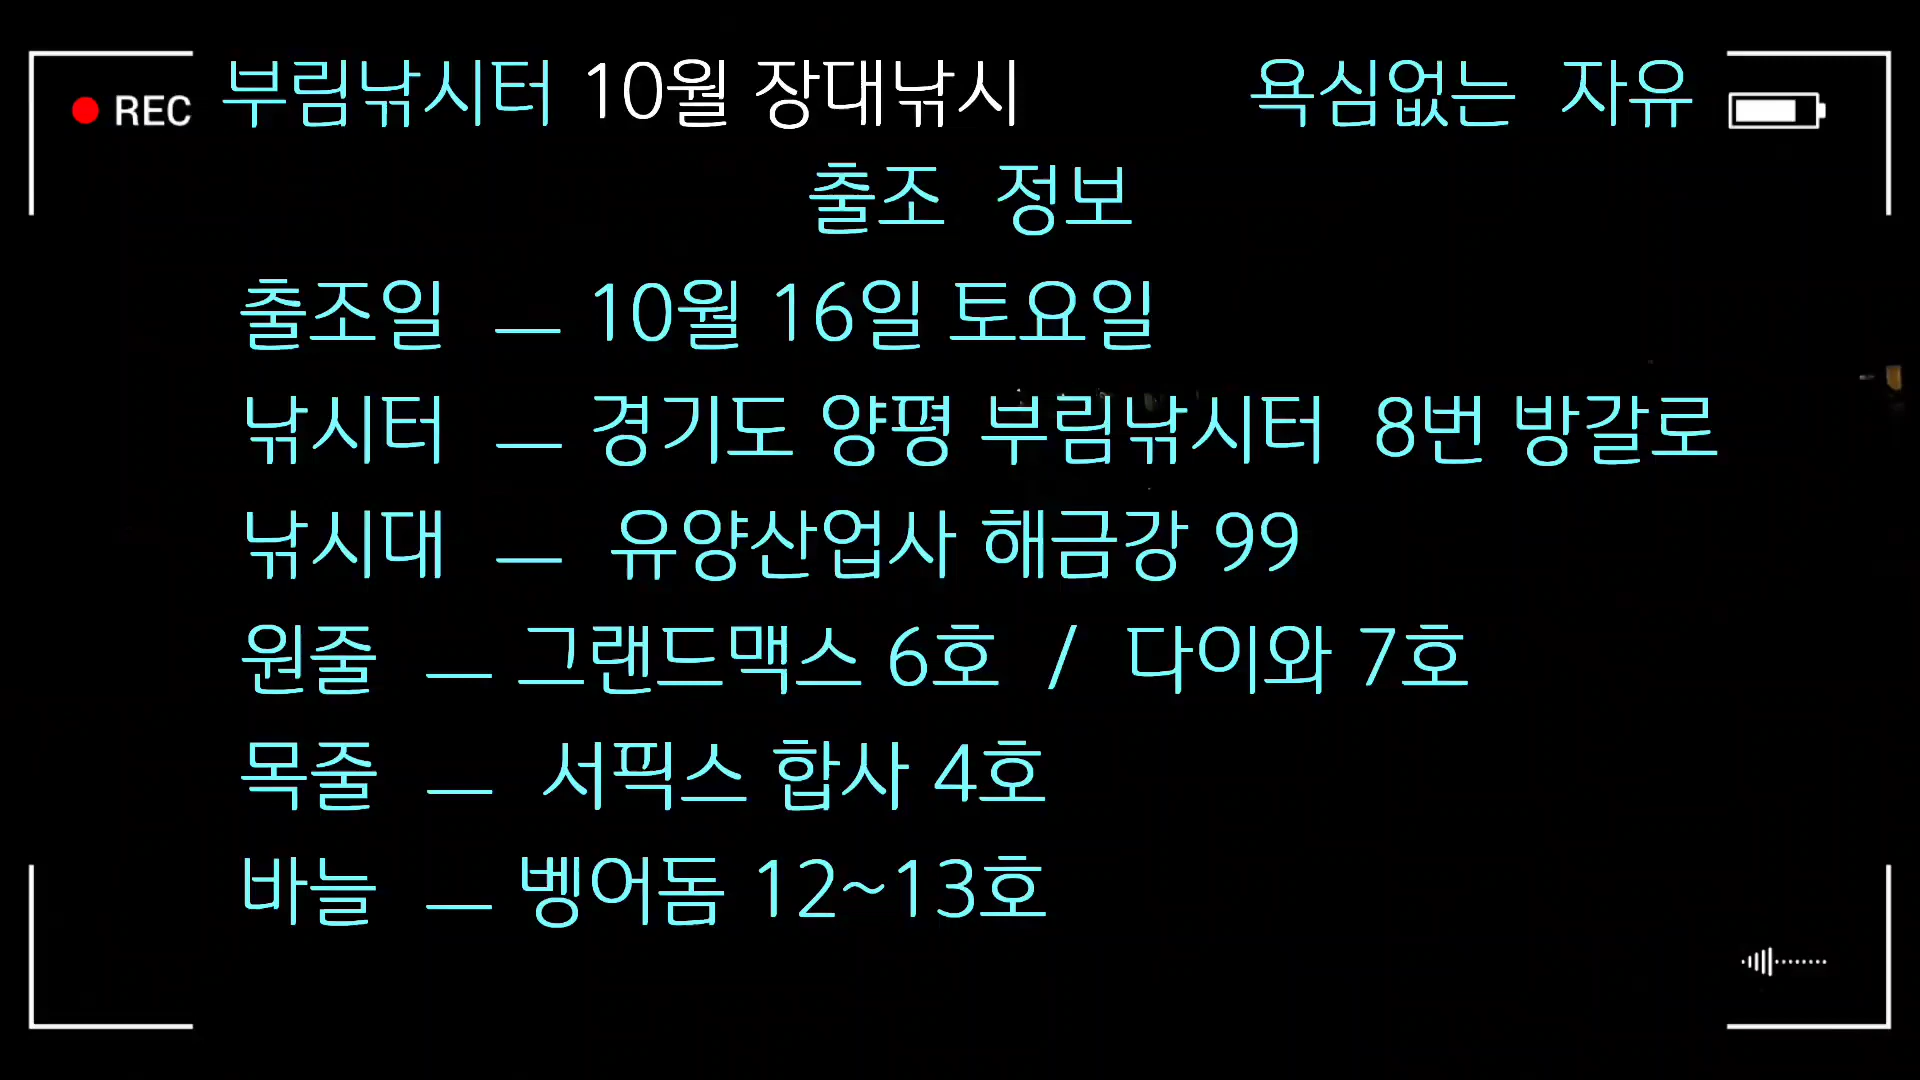 REC 부림낚시터 10월 장대낚시 욕심없는 자유
출조 정보
출조일 ㅡ 10월 16일 토요일
낚시터 ㅡ 경기도 양평 부림낚시터 8번 방갈로
낚시대 ㅡ 유양산업사 해금강 99
원줄 ㅡ 그랜드맥스 6호 / 다이와 7호
목줄 ㅡ 서픽스 합사 4호
바늘 ㅡ 벵어돔 12~13호